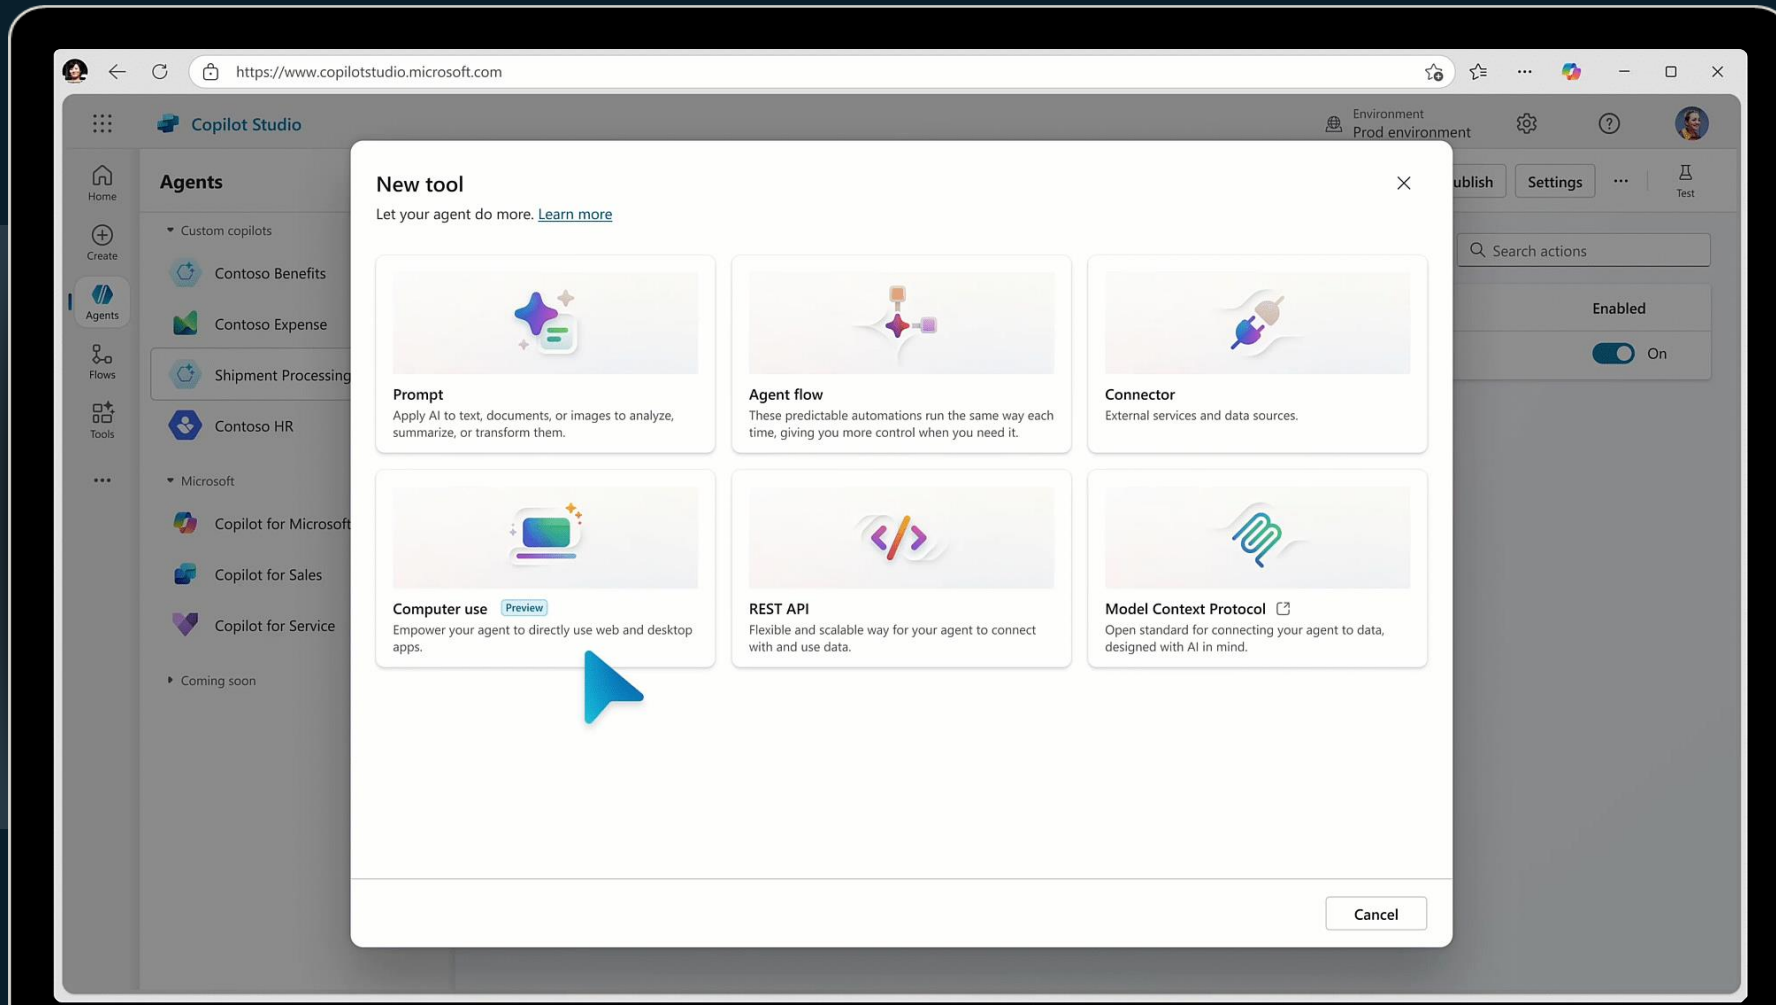 https://www.copilotstudio.microsoft.com
Copilot Studio
Environment
Prod environment
Home
Create
Agents
Flows
Tools
Agents
Custom copilots
Contoso Benefits
Contoso Expense
Shipment Processing
Contoso HR
Microsoft
Copilot for Microsoft
Copilot for Sales
Copilot for Service
Coming soon
ublish
Settings
Test
Search actions
Enabled
On
New tool
Let your agent do more. Learn more
Prompt
Apply AI to text, documents, or images to analyze,
summarize, or transform them.
Agent flow
These predictable automations run the same way each
time, giving you more control when you need it.
Connector
External services and data sources.
Computer use Preview
Empower your agent to directly use web and desktop
apps.
REST API
Flexible and scalable way for your agent to connect
with and use data.
Model Context Protocol
Open standard for connecting your agent to data,
designed with AI in mind.
Cancel